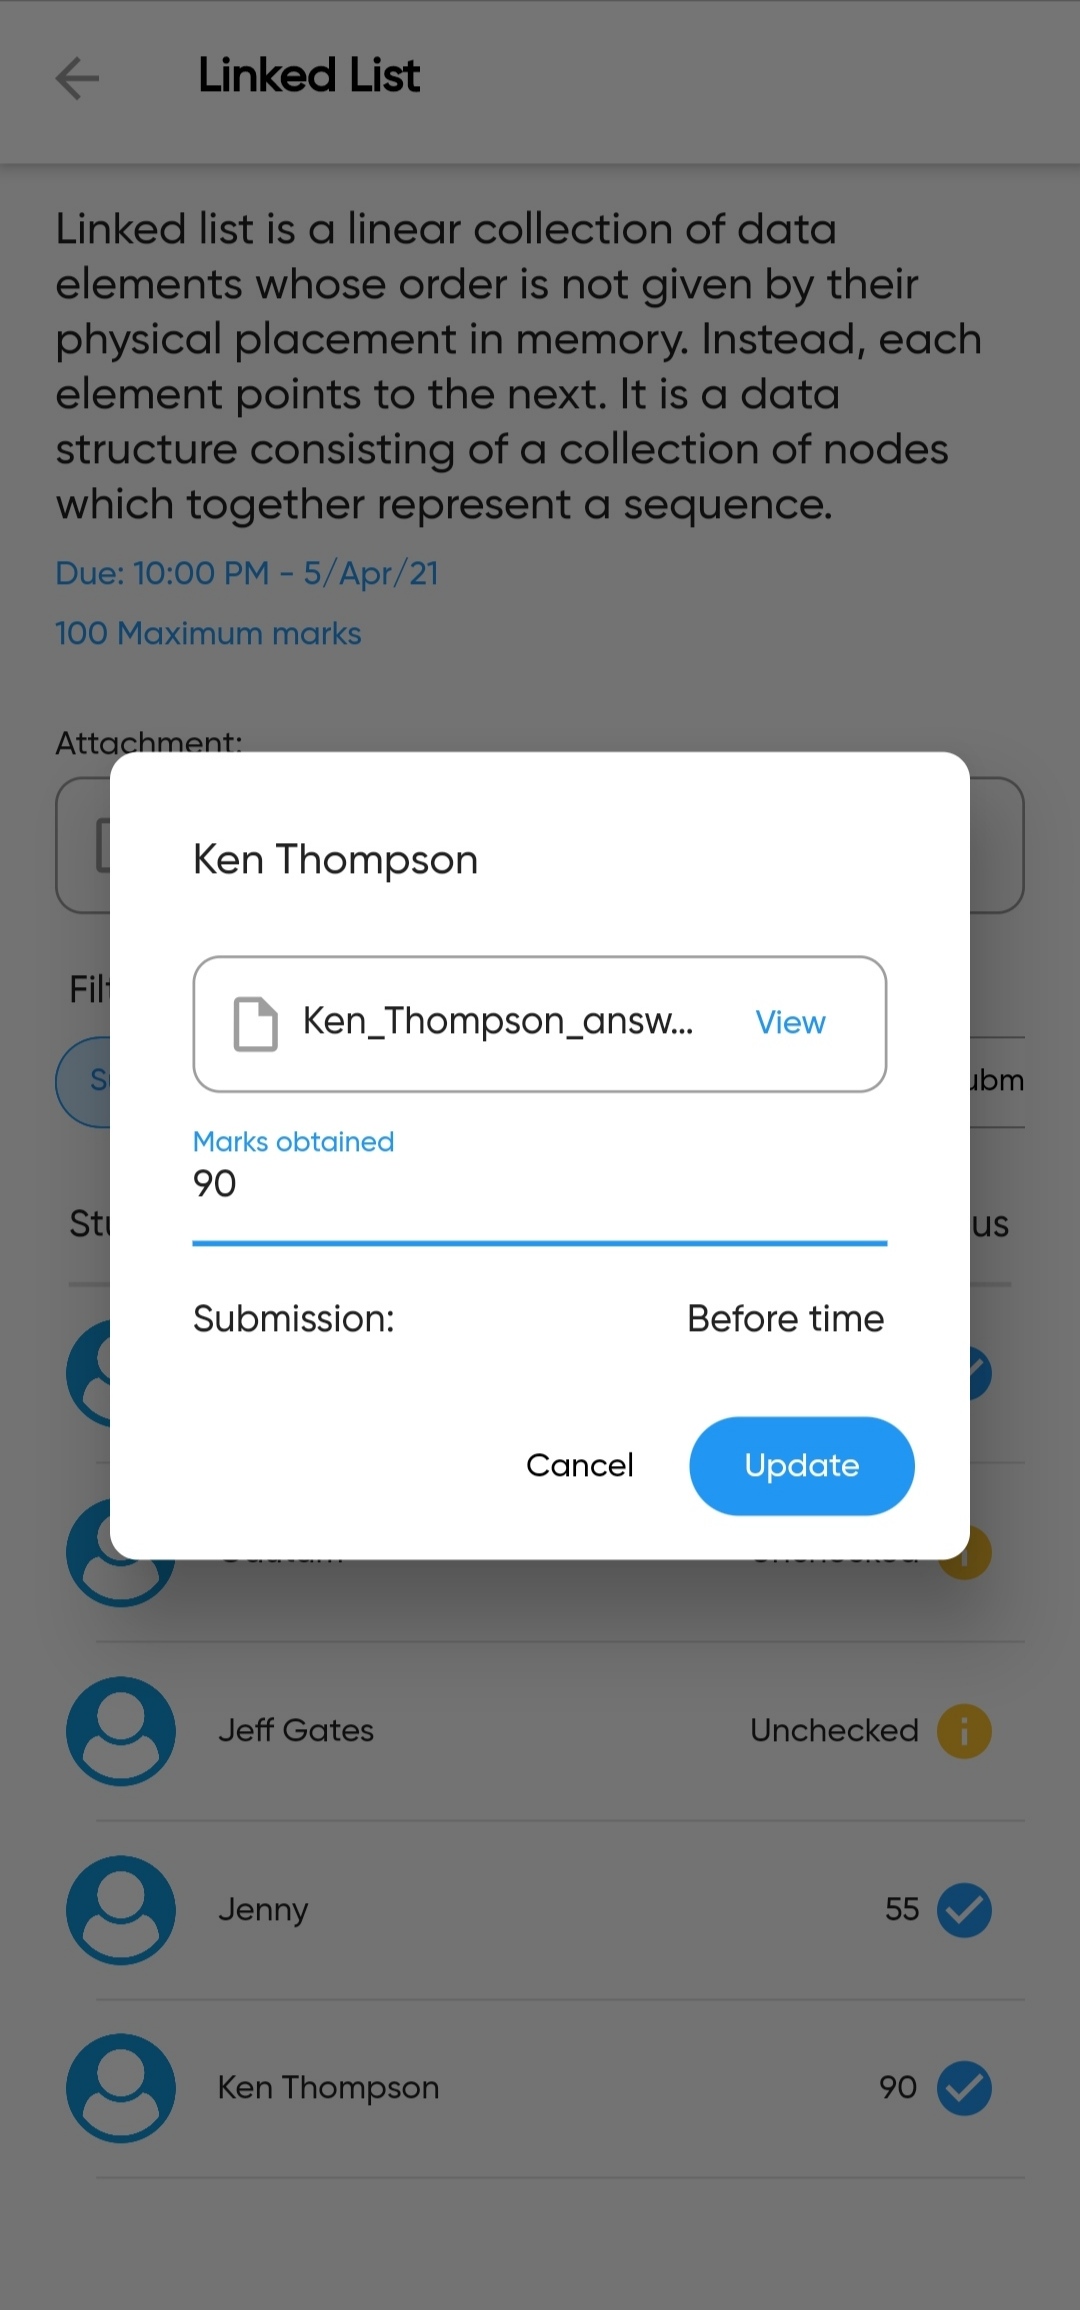 Linked List
Linked list is a linear collection of data
elements whose order is not given by their
physical placement in memory. Instead, each
element points to the next. It is a data
structure consisting of a collection of nodes
which together represent a sequence.
Due: 10:00 PM - 5/Apr/21
100 Maximum marks
Attachment:
Ken Thompson
Ken_Thompson_answ...
View
Marks obtained
90
Submission:
Before time
Cancel
Update
Jeff Gates
Unchecked
Jenny
55
Ken Thompson
90